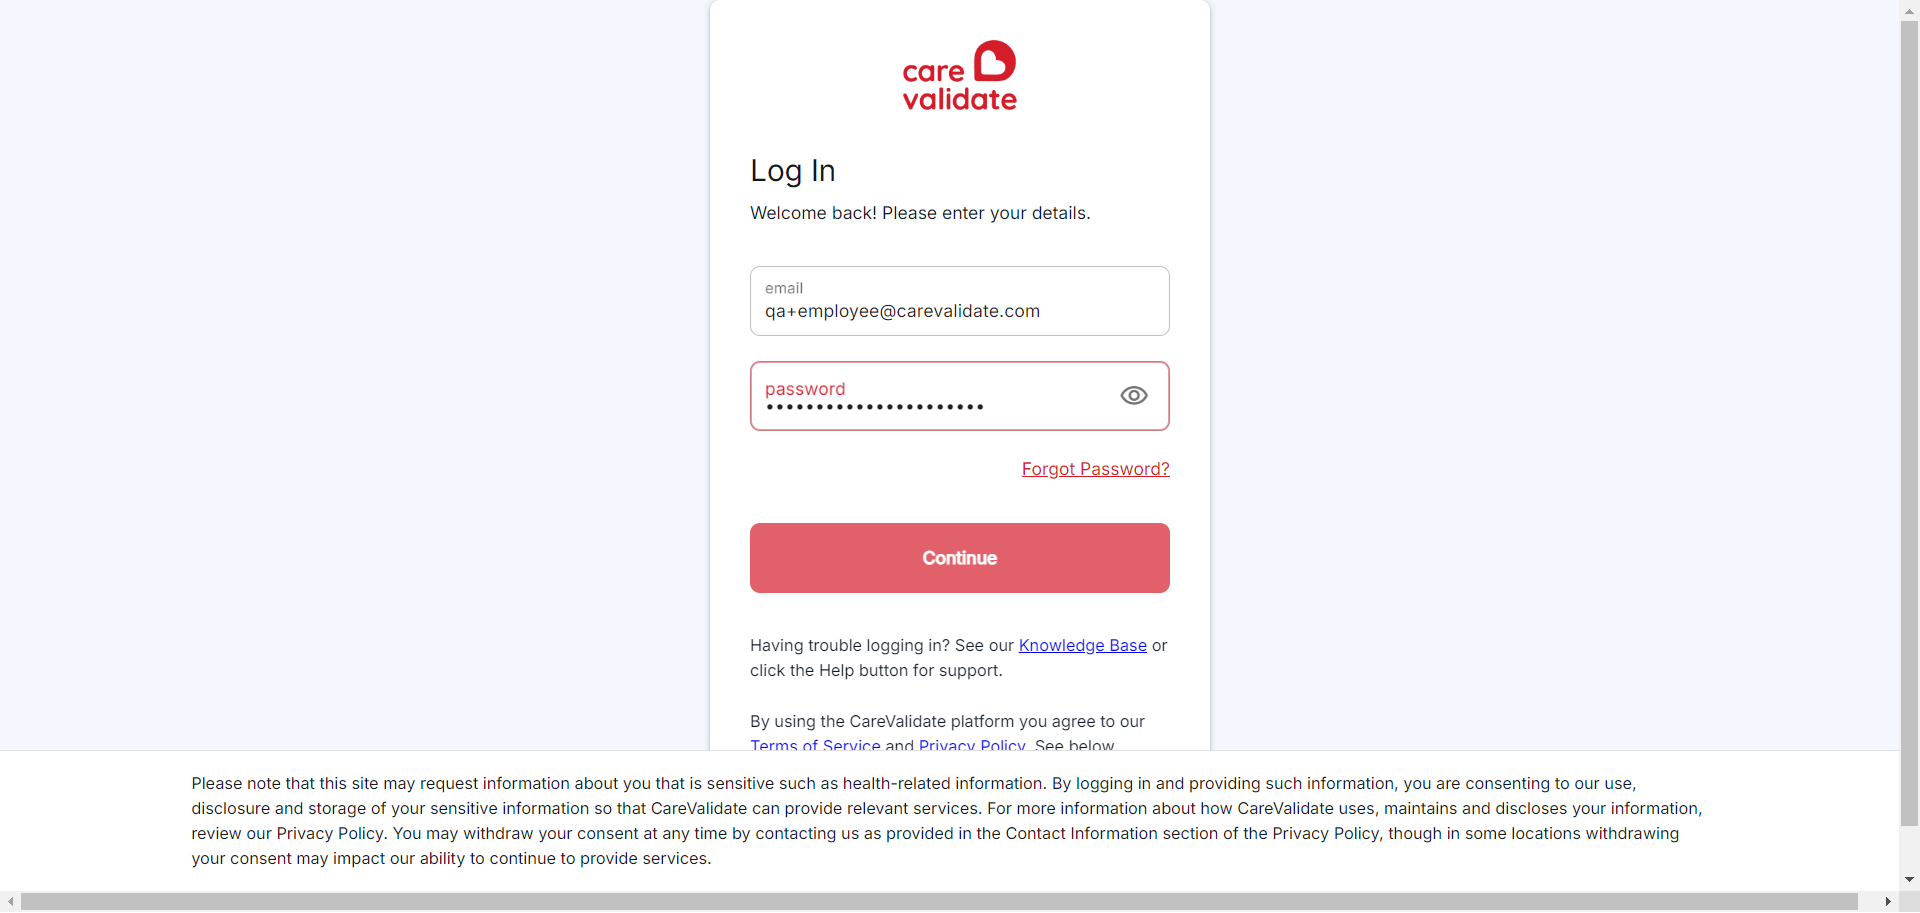 care
validate
Log In
Welcome back! Please enter your details.
email
qa+employee@carevalidate.com
password
Forgot Password?
Continue
Having trouble logging in? See our Knowledge Base or
click the Help button for support.
By using the CareValidate platform you agree to our
Terms of Service and Privacy Policy. See below
Please note that this site may request information about you that is sensitive such as health-related information. By logging in and providing such information, you are consenting to our use,
disclosure and storage of your sensitive information so that CareValidate can provide relevant services. For more information about how CareValidate uses, maintains and discloses your information,
review our Privacy Policy. You may withdraw your consent at any time by contacting us as provided in the Contact Information section of the Privacy Policy, though in some locations withdrawing
your consent may impact our ability to continue to provide services.